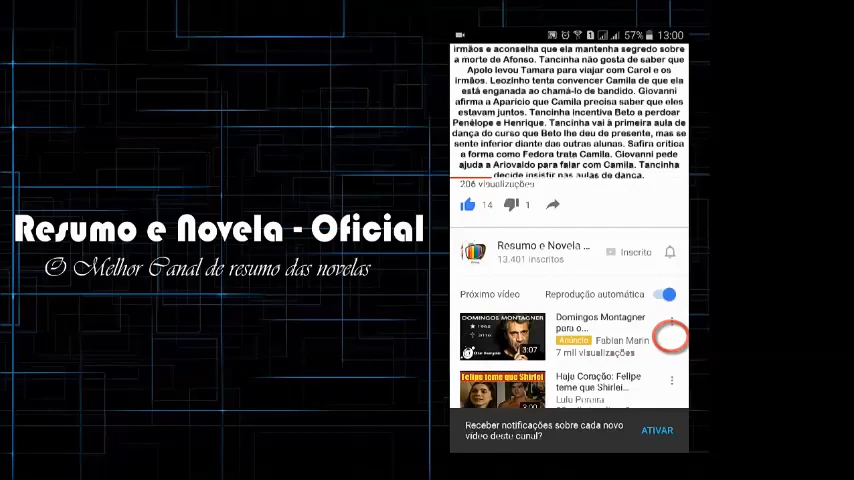 Resumo e Novela - Oficial
O Melhor Canal de resumo das novelas
57% 13:00
irmãos e aconselha que ela mantenha segredo sobre
a morte de Afonso. Tancinha não gosta de saber que
Apolo levou Tamara para viajar com Carol e os
irmãos. Leozinho tenta convencer Camila de que ela
está enganada ao chamá-lo de bandido. Giovanni
afirma a Aparício que Camila precisa saber que eles
estavam juntos. Tancinha incentiva Beto a perdoar
Penélope e Henrique. Tancinha vai à primeira aula de
dança do curso que Beto lhe deu de presente, mas se
sente inferior diante das outras alunas. Safira critica
a forma como Fedora trata Camila. Giovanni pede
ajuda a Ariovaldo para falar com Camila. Tancinha
decide insistir nas aulas de dança.
206 visualizações
14 1
Resumo e Novela ...
13.401 inscritos
Inscrito
Próximo vídeo Reprodução automática
DOMINGOS MONTAGNER
3:07
Domingos Montagner
para o...
Anúncio Fabian Marin
7 mil visualizações
Felipe teme que Shirlei
3:00
Haja Coração: Felipe
teme que Shirlei...
Lulu Pereira
Receber notificações sobre cada novo
vídeo deste canal?
ATIVAR